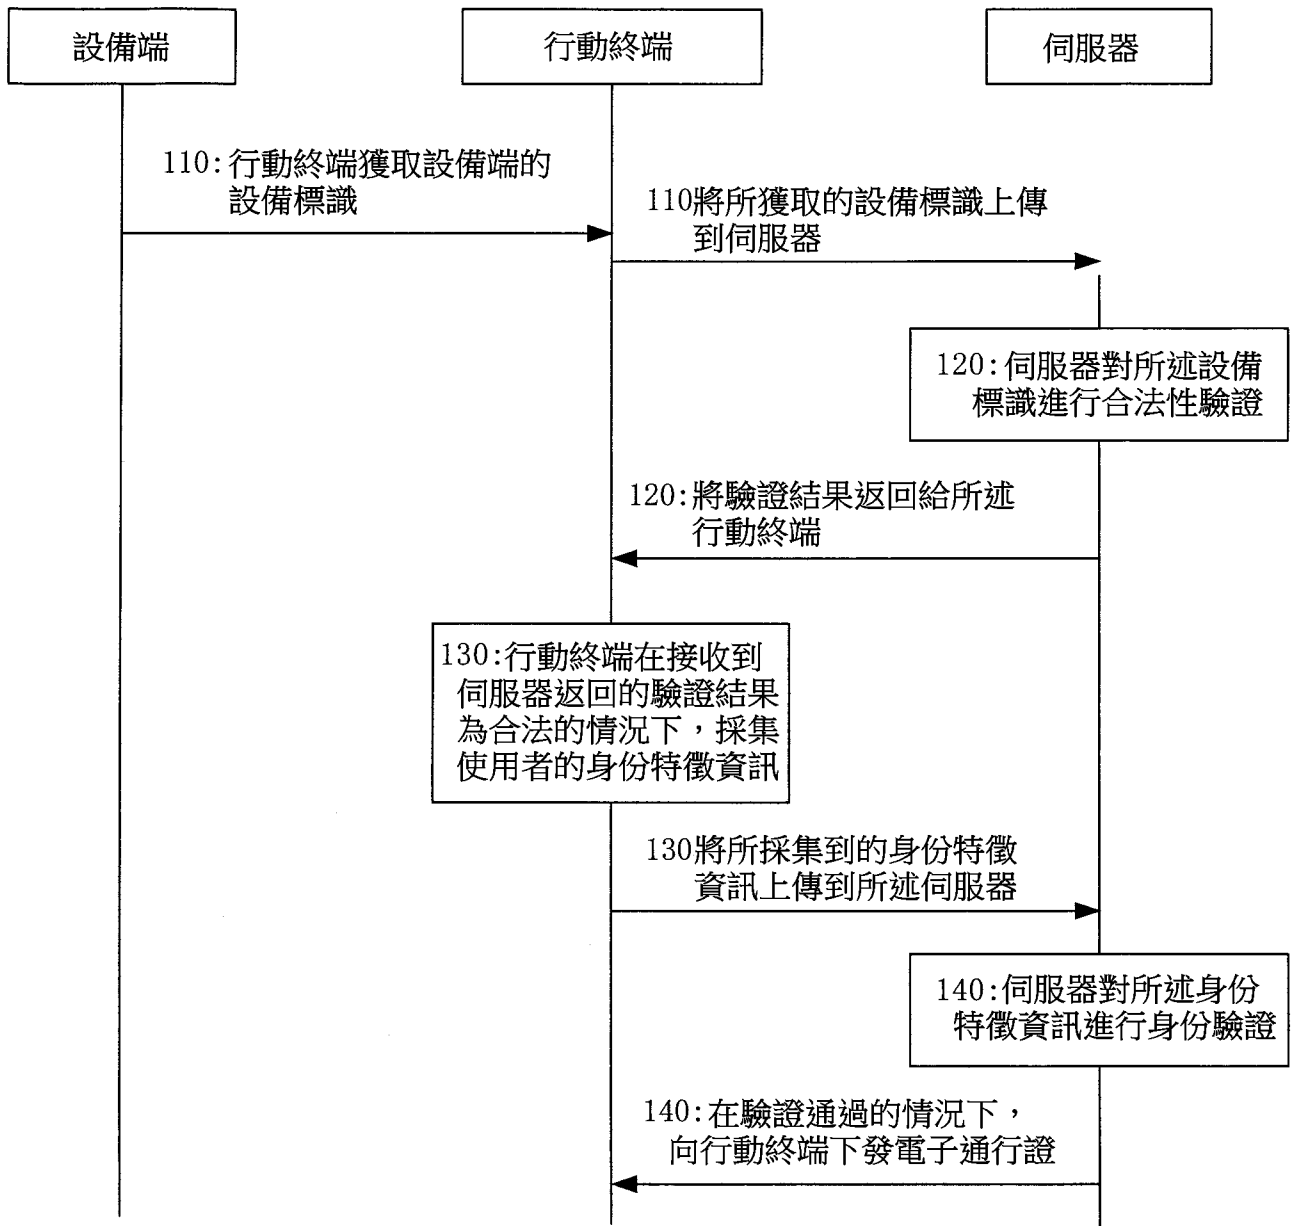 設備端
行動終端
伺服器
110:行動終端獲取設備端的
設備標識
110將所獲取的設備標識上傳
到伺服器
120:伺服器對所述設備
標識進行合法性驗證
120:將驗證結果返回給所述
行動終端
130:行動終端在接收到
伺服器返回的驗證結果
為合法的情況下，採集
使用者的身份特徵資訊
130將所採集到的身份特徵
資訊上傳到所述伺服器
140:伺服器對所述身份
特徵資訊進行身份驗證
140:在驗證通過的情況下，
向行動終端下發電子通行證